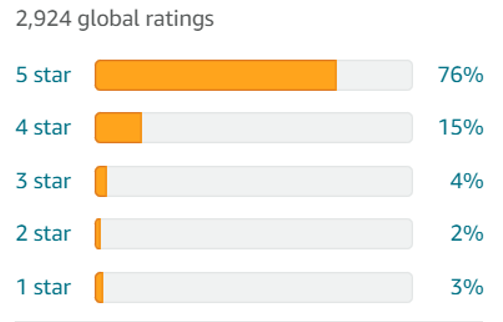 2,924 global ratings
5 star 76%
4 star 15%
3 star 4%
2 star 2%
1 star 3%